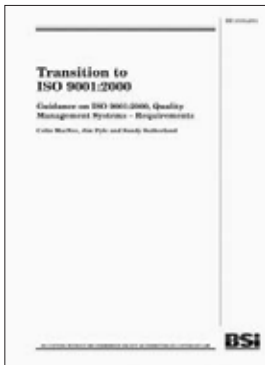 Transition to
ISO 9001:2000
Guidance on ISO 9001:2000, Quality
Management Systems – Requirements
Colin MacNee, Jim Pyle and Sandy Sutherland
BSi